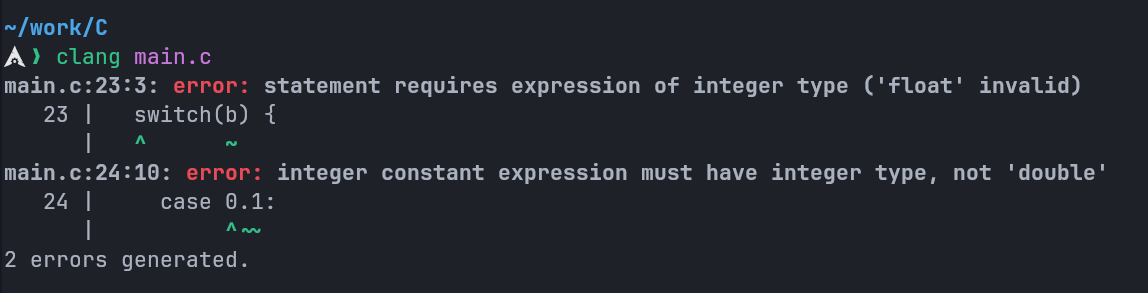 ~/work/C
❯ clang main.c
main.c:23:3: error: statement requires expression of integer type ('float' invalid)
   23 |   switch(b) {
      |   ^      ~
main.c:24:10: error: integer constant expression must have integer type, not 'double'
   24 |     case 0.1:
      |          ^~~
2 errors generated.